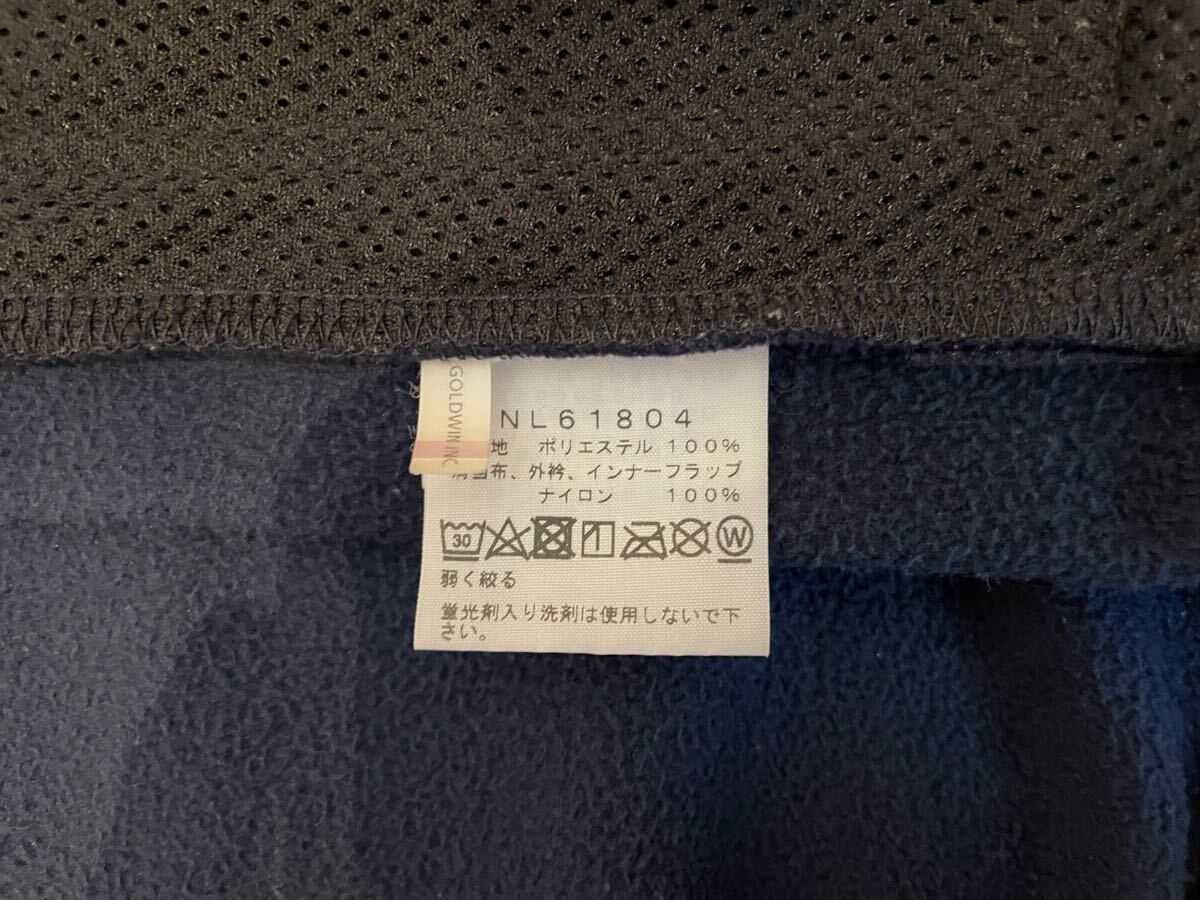 GOLDWIN INC
NL61804
地 ポリエステル 100%
当布、外衿、インナーフラップ
ナイロン 100%
30
W
弱く絞る
蛍光剤入り洗剤は使用しないで下
さい。